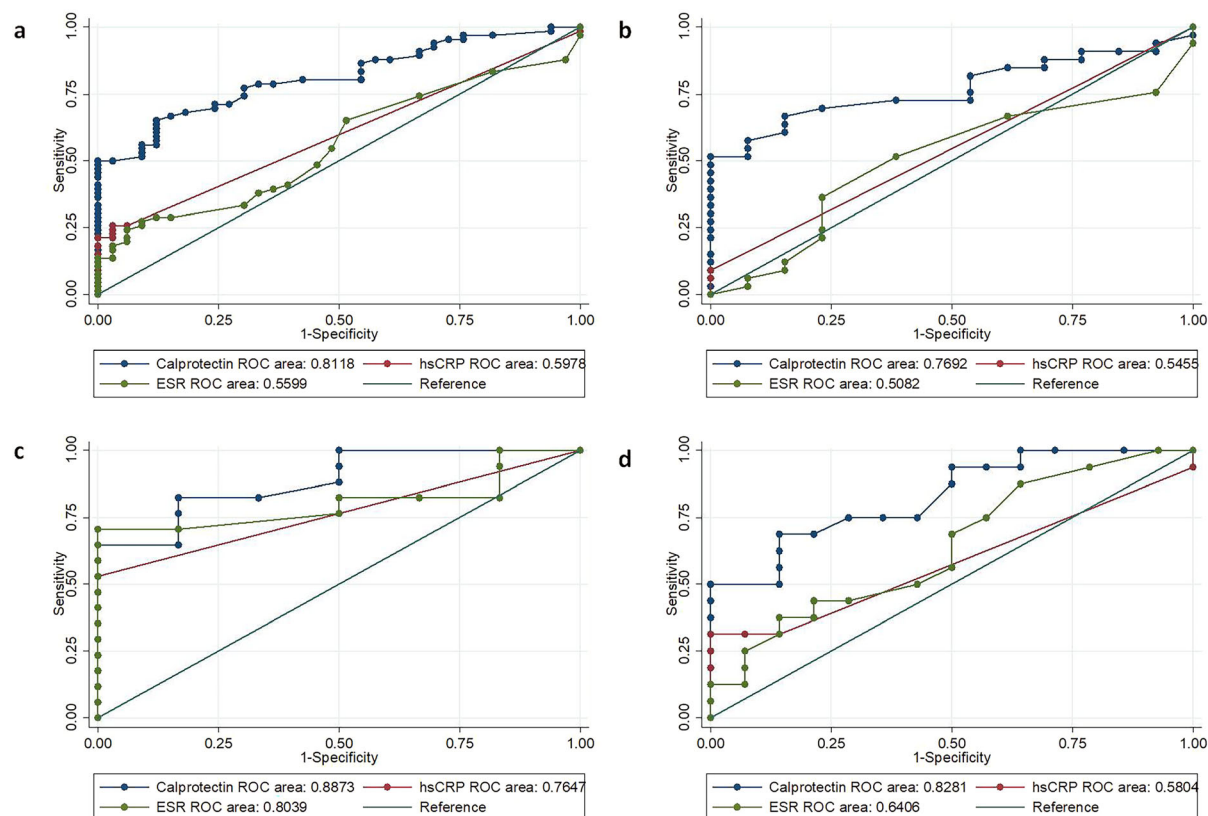 a
1.00
0.75
Sensitivity
0.50
0.25
0.00
0.00 0.25 0.50 0.75 1.00
1-Specificity
Calprotectin ROC area: 0.8118 hsCRP ROC area: 0.5978
ESR ROC area: 0.5599 Reference
b
1.00
0.75
Sensitivity
0.50
0.25
0.00
0.00 0.25 0.50 0.75 1.00
1-Specificity
Calprotectin ROC area: 0.7692 hsCRP ROC area: 0.5455
ESR ROC area: 0.5082 Reference
c
1.00
0.75
Sensitivity
0.50
0.25
0.00
0.00 0.25 0.50 0.75 1.00
1-Specificity
Calprotectin ROC area: 0.8873 hsCRP ROC area: 0.7647
ESR ROC area: 0.8039 Reference
d
1.00
0.75
Sensitivity
0.50
0.25
0.00
0.00 0.25 0.50 0.75 1.00
1-Specificity
Calprotectin ROC area: 0.8281 hsCRP ROC area: 0.5804
ESR ROC area: 0.6406 Reference